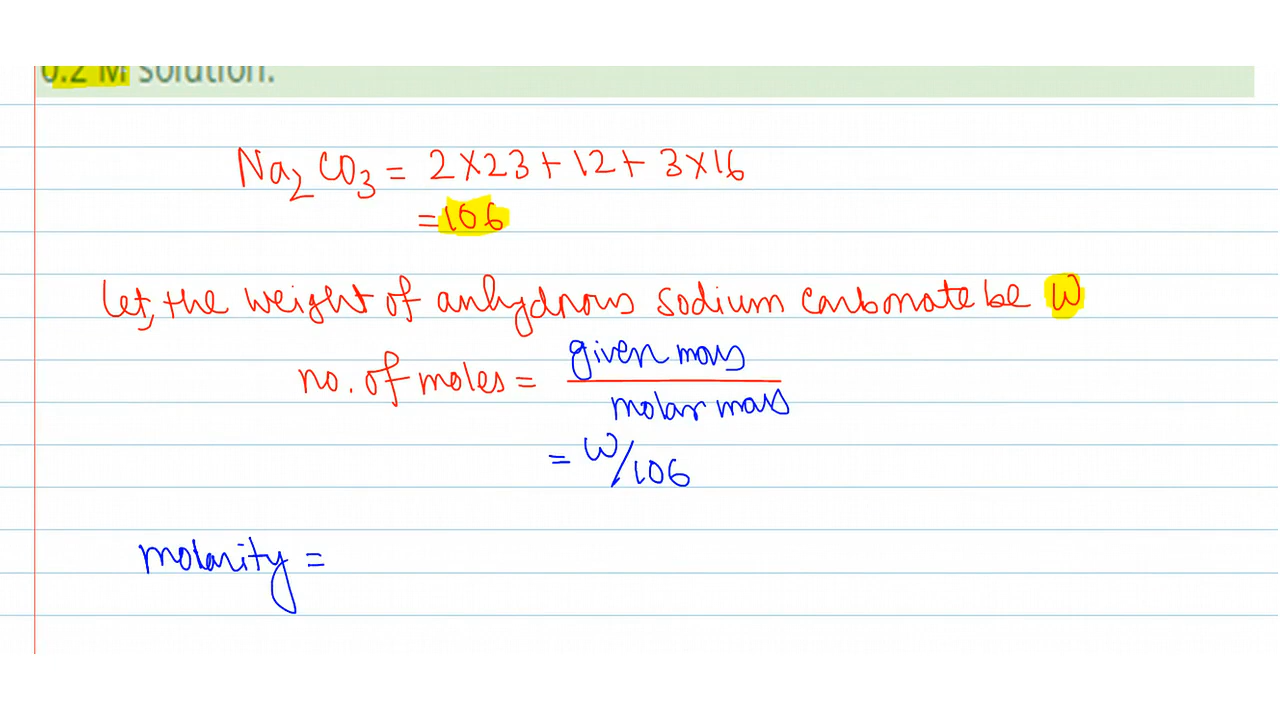 0.2 M solution.
Na2CO3 = 2×23+12+3×16
=106
let, the weight of anhydrous sodium carbonate be W
no. of moles = given mass / molar mass
= W/106
molarity =